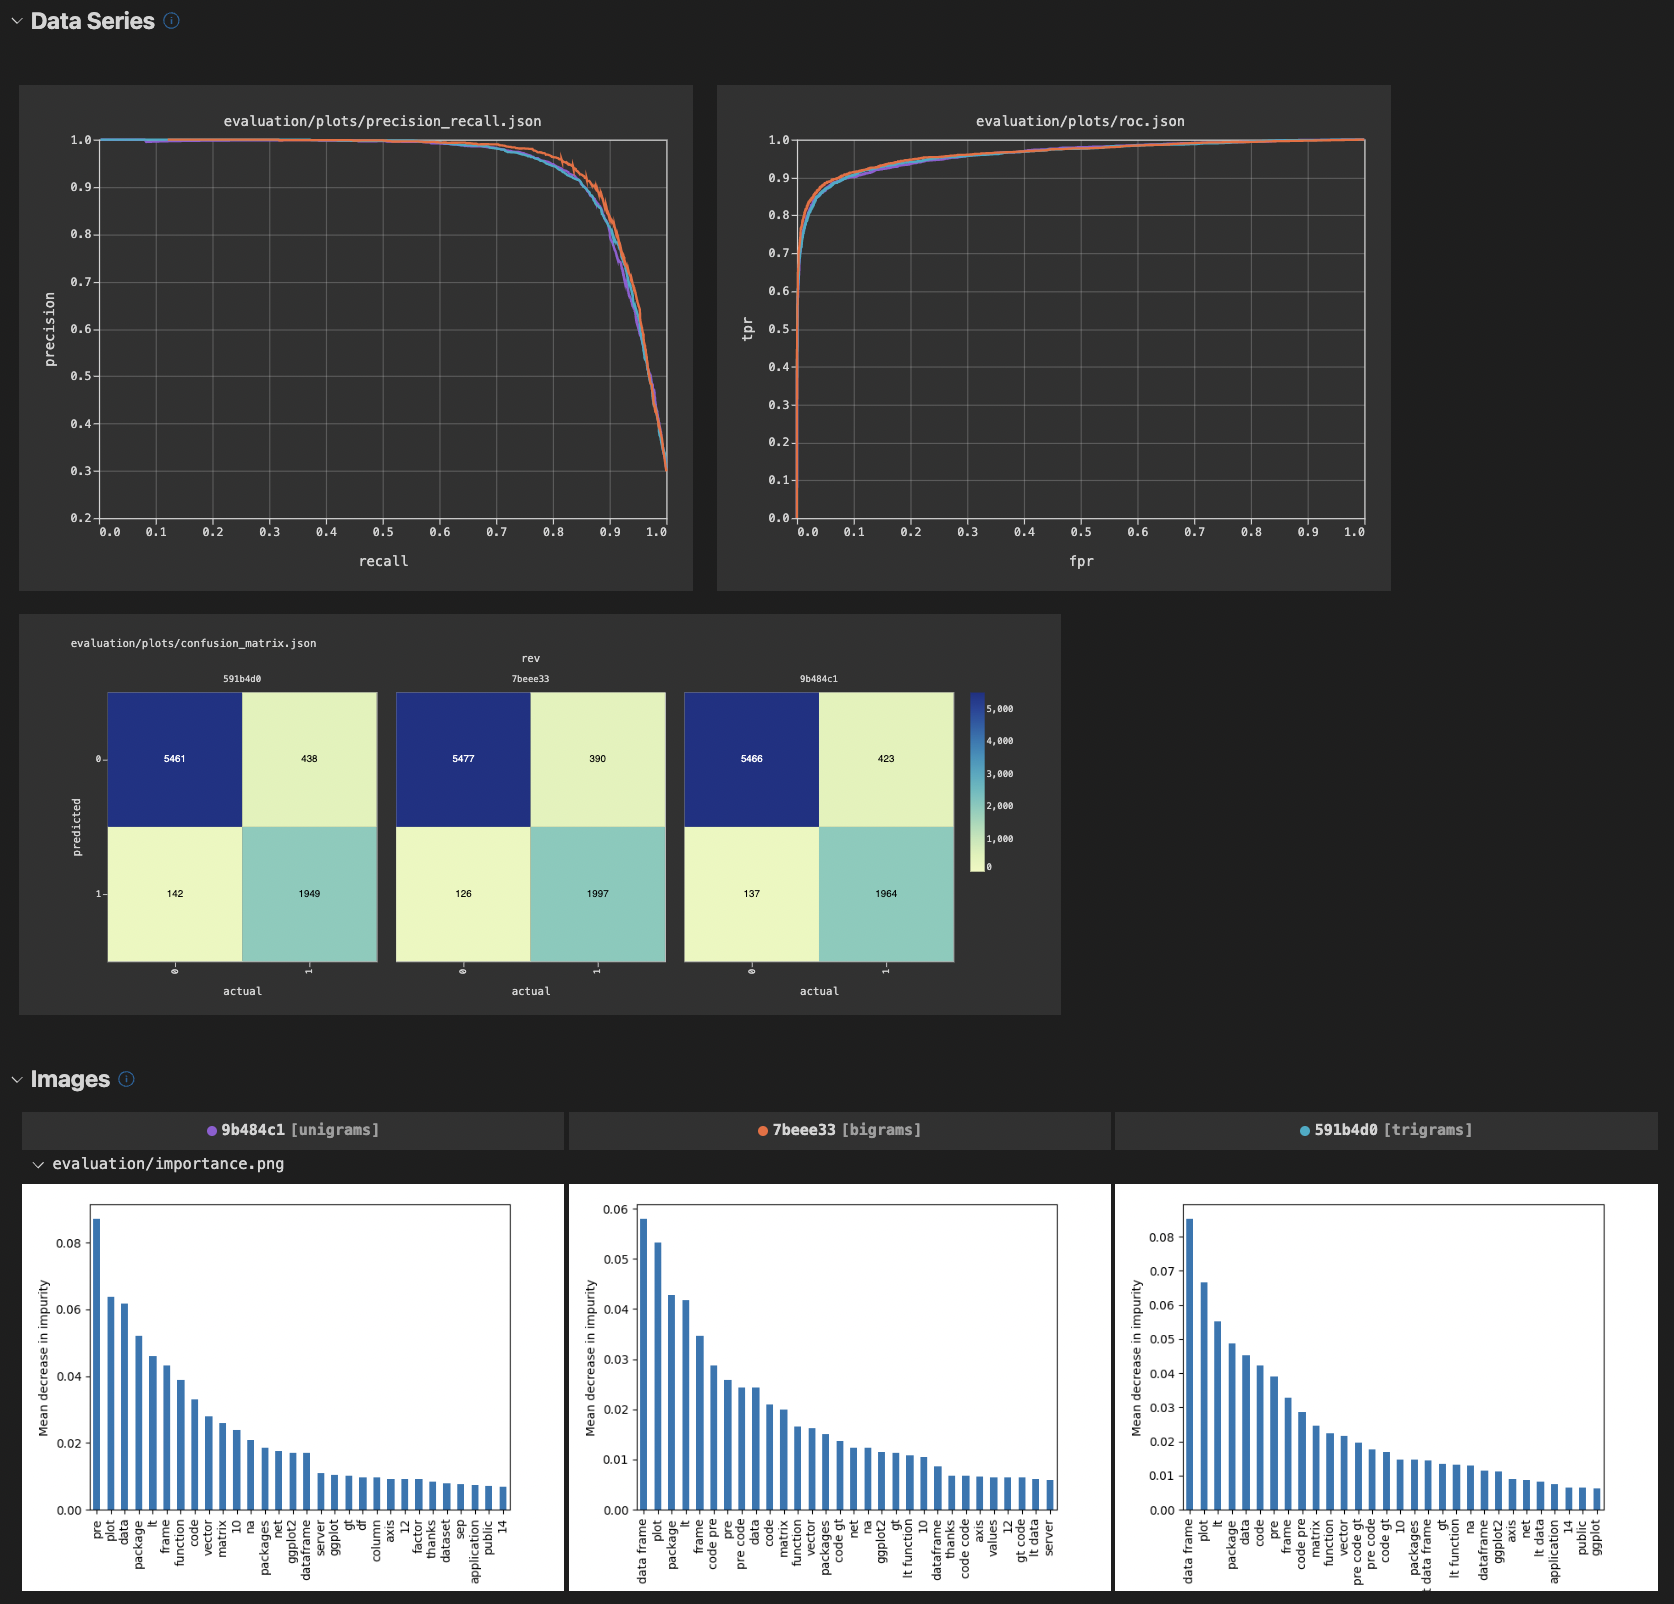 Data Series
evaluation/plots/precision_recall.json
1.0
0.9
0.8
0.7
0.6
0.5
0.4
0.3
0.2
precision
0.0 0.1 0.2 0.3 0.4 0.5 0.6 0.7 0.8 0.9 1.0
recall
evaluation/plots/roc.json
1.0
0.9
0.8
0.7
0.6
0.5
0.4
0.3
0.2
0.1
0.0
tpr
0.0 0.1 0.2 0.3 0.4 0.5 0.6 0.7 0.8 0.9 1.0
fpr
evaluation/plots/confusion_matrix.json
rev
591b4d0 7beee33 9b484c1
0 5461 438 5477 390 5466 423
predicted
1 142 1949 126 1997 137 1964
0 1 0 1 0 1
actual actual actual
5,000
4,000
3,000
2,000
1,000
0
Images
9b484c1 [unigrams] 7beee33 [bigrams] 591b4d0 [trigrams]
evaluation/importance.png
0.08
0.06
0.04
0.02
0.00
Mean decrease in impurity
pre plot data package lt frame function code vector matrix 10 na packages net ggplot2 dataframe server ggplot gt df column axis 12 factor thanks dataset sep application public 14
0.06
0.05
0.04
0.03
0.02
0.01
0.00
Mean decrease in impurity
data frame plot package lt frame code pre pre pre code data code matrix function vector packages code gt net na ggplot2 gt lt function 10 dataframe thanks code code axis values 12 gt code lt data server
0.08
0.07
0.06
0.05
0.04
0.03
0.02
0.01
0.00
Mean decrease in impurity
data frame plot lt package data code pre frame code pre matrix function vector pre code gt pre code code gt 10 packages t data frame gt lt function na dataframe ggplot2 axis net lt data application 14 public ggplot